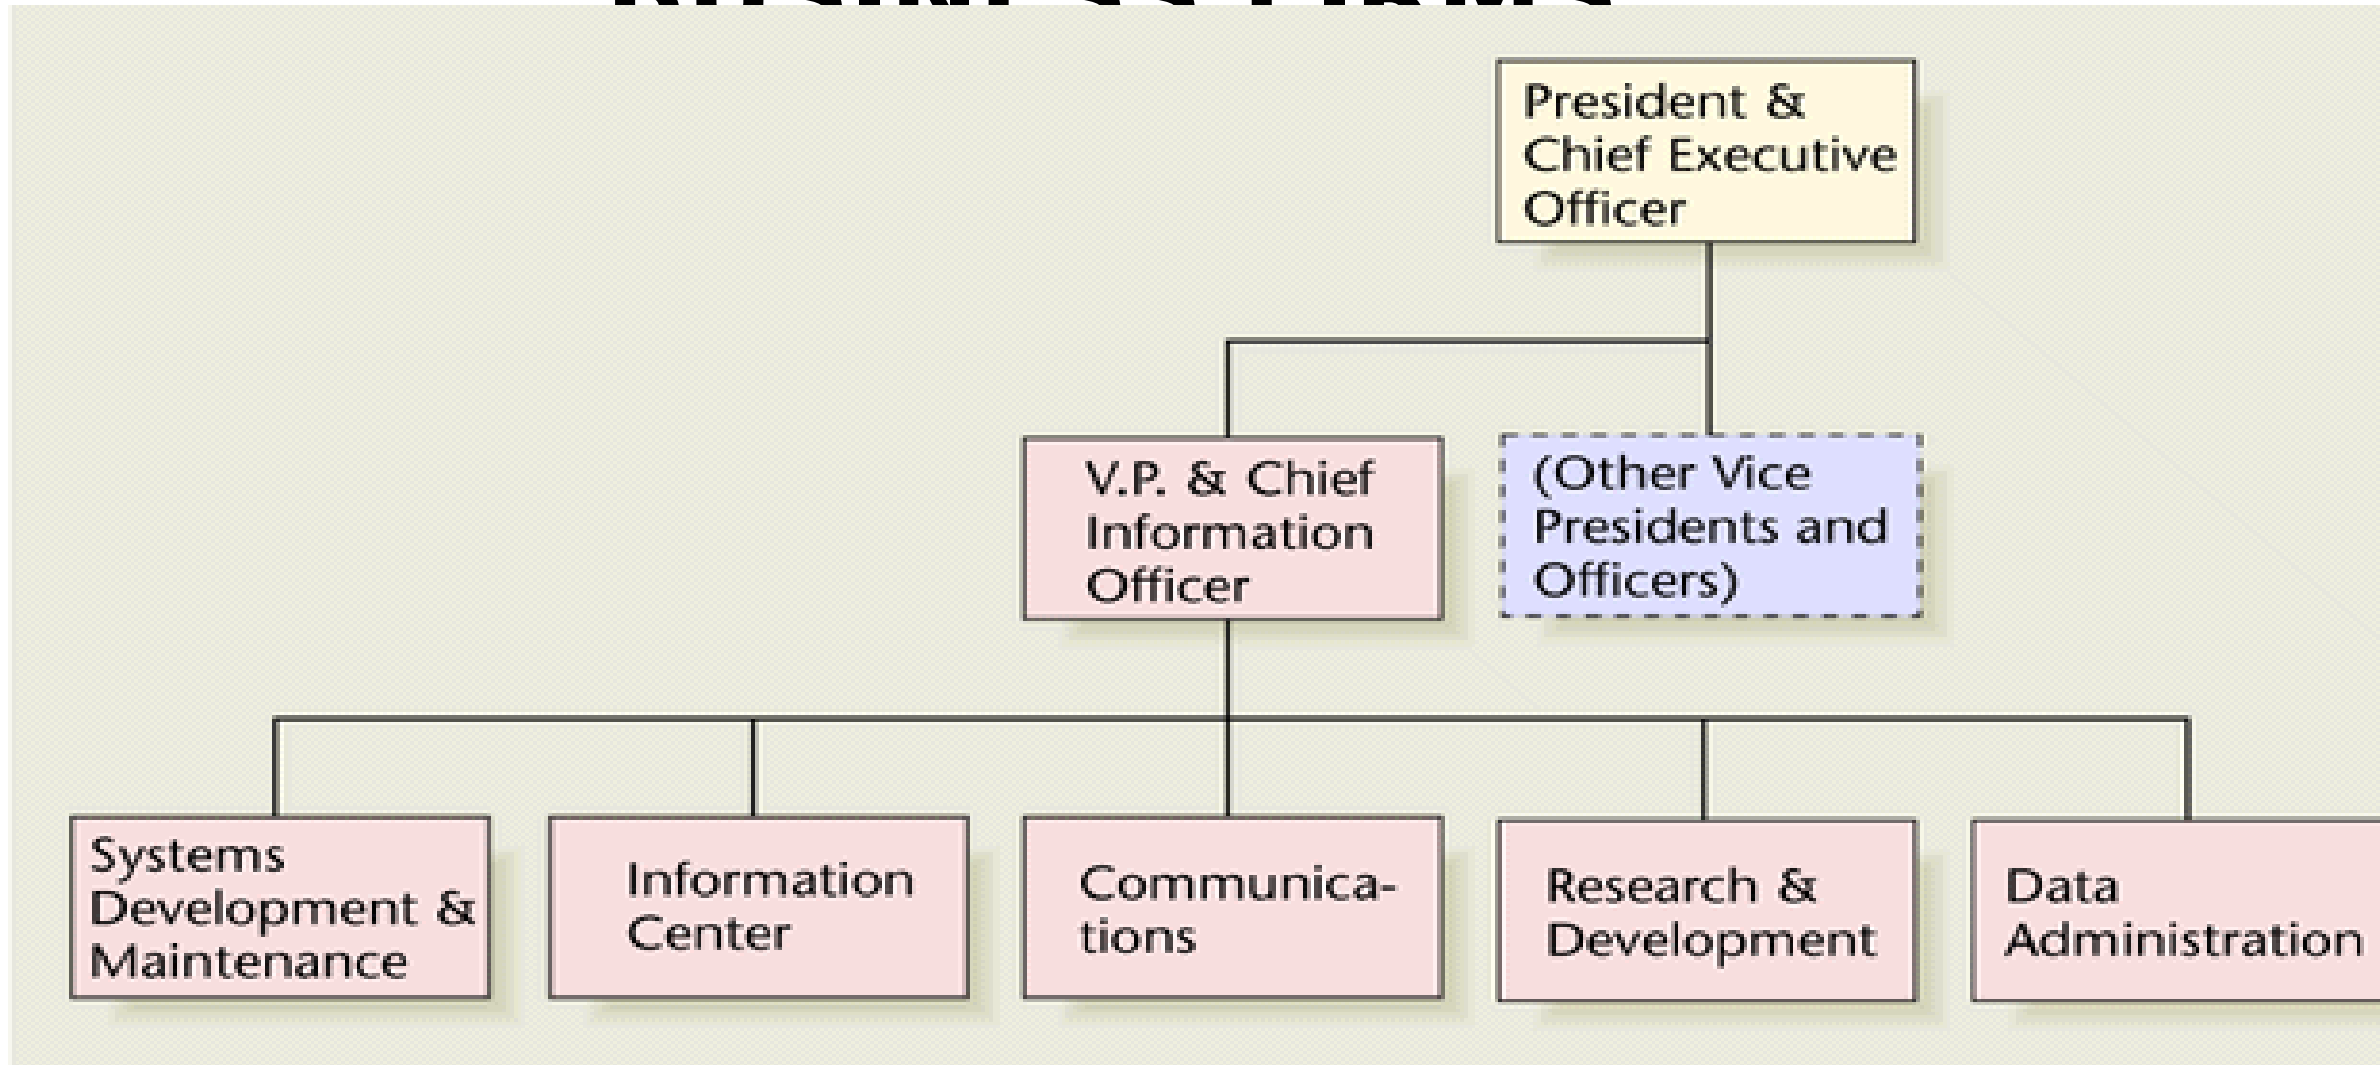 President &
Chief Executive
Officer
V.P. & Chief
Information
Officer
(Other Vice
Presidents and
Officers)
Systems
Development &
Maintenance
Information
Center
Communica-
tions
Research &
Development
Data
Administration